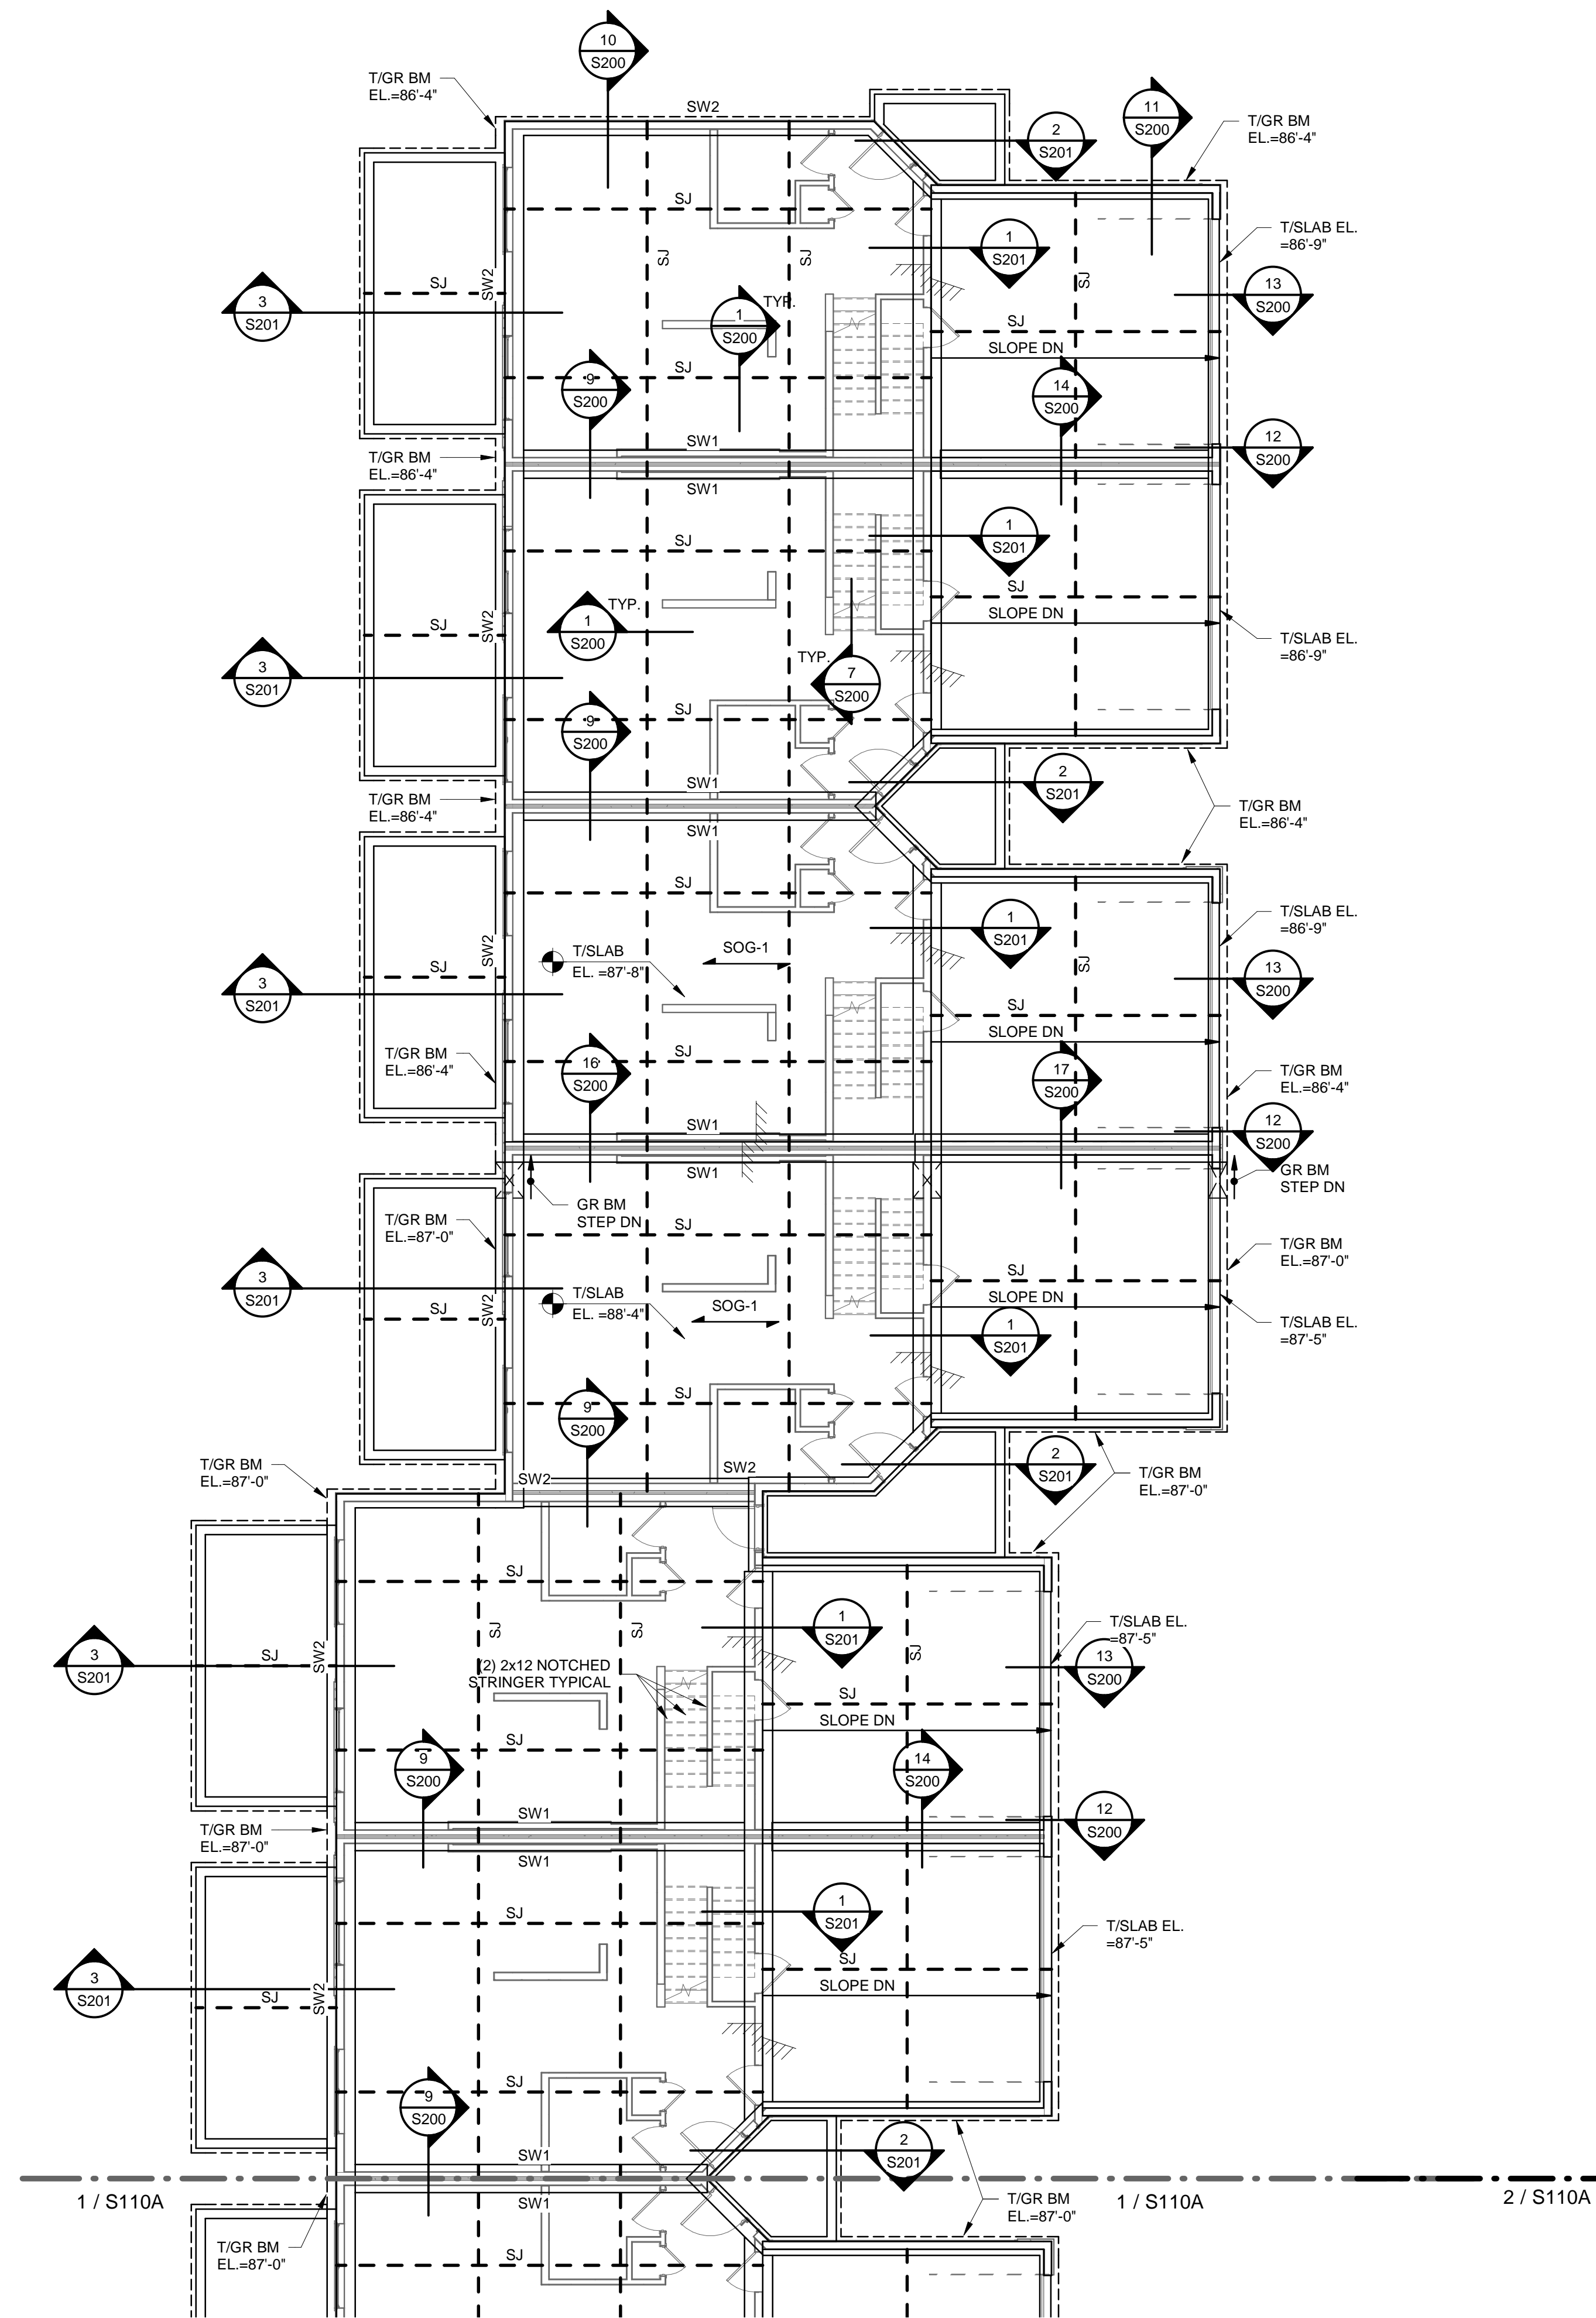 10
S200
T/GR BM
EL.=86'-4"
SW2
2
S201
11
S200
T/GR BM
EL.=86'-4"
SJ
T/SLAB EL.
=86'-9"
1
S201
SJ
SJ
SJ
13
S200
3
S201
SJ
SW2
TYP.
1
S200
SJ
SLOPE DN
SJ
9
S200
14
S200
SW1
12
S200
T/GR BM
EL.=86'-4"
SW1
SJ
1
S201
SJ
SLOPE DN
TYP.
1
S200
SJ
SW2
T/SLAB EL.
=86'-9"
3
S201
TYP.
7
S200
SJ
9
S200
SW1
2
S201
T/GR BM
EL.=86'-4"
T/GR BM
EL.=86'-4"
SW1
SJ
1
S201
T/SLAB EL.
=86'-9"
SW2
SJ
T/SLAB
EL. =87'-8"
SOG-1
SJ
13
S200
3
S201
SJ
SLOPE DN
T/GR BM
EL.=86'-4"
SJ
16
S200
17
S200
T/GR BM
EL.=86'-4"
SW1
12
S200
SW1
GR BM
STEP DN
GR BM
STEP DN
T/GR BM
EL.=87'-0"
SJ
T/GR BM
EL.=87'-0"
SJ
3
S201
SJ
SW2
T/SLAB
EL. =88'-4"
SOG-1
SLOPE DN
1
S201
T/SLAB EL.
=87'-5"
SJ
9
S200
T/GR BM
EL.=87'-0"
SW2
SW2
2
S201
T/GR BM
EL.=87'-0"
SJ
SJ
SJ
1
S201
SJ
T/SLAB EL.
=87'-5"
3
S201
SJ
SW2
(2) 2x12 NOTCHED
STRINGER TYPICAL
13
S200
SJ
SLOPE DN
SJ
9
S200
14
S200
SW1
12
S200
T/GR BM
EL.=87'-0"
SW1
SJ
1
S201
T/SLAB EL.
=87'-5"
SJ
SLOPE DN
3
S201
SJ
SW2
SJ
9
S200
SW1
2
S201
1 / S110A
SW1
T/GR BM
EL.=87'-0"
1 / S110A
2 / S110A
T/GR BM
EL.=87'-0"
SJ